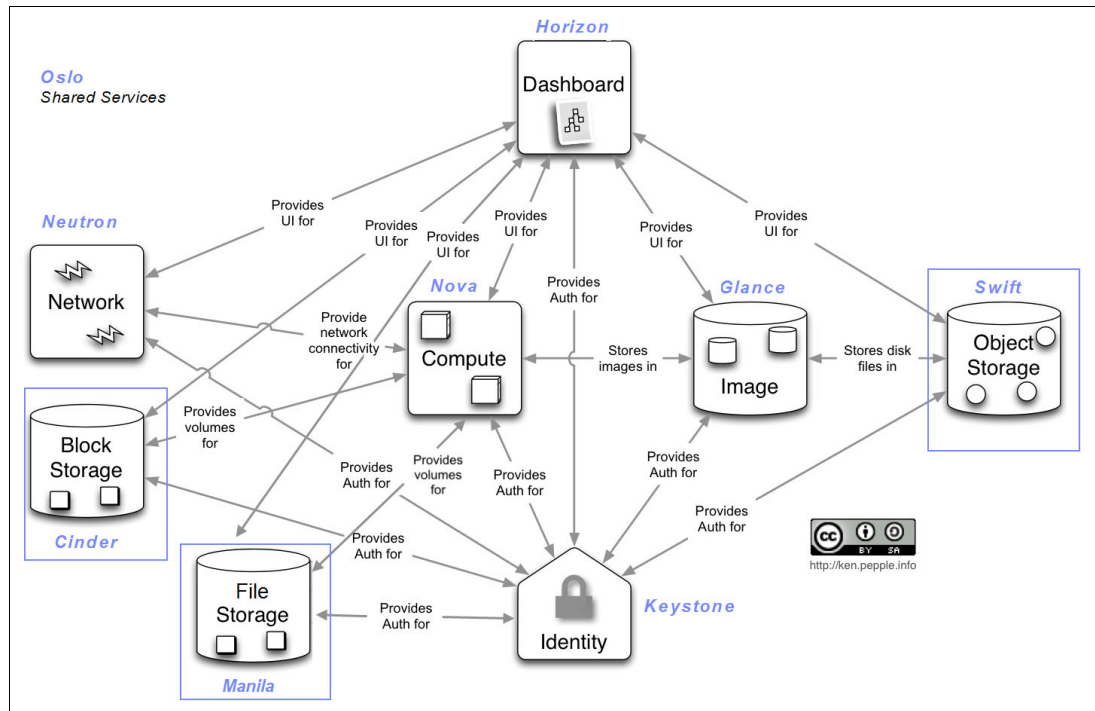 Horizon
Oslo
Shared Services
Dashboard
Provides
UI for
Provides
UI for
Provides
UI for
Provides
UI for
Provides
UI for
Provides
UI for
Neutron
Network
Nova
Compute
Provides
Auth for
Glance
Image
Swift
Object
Storage
Provide
network
connectivity
for
Stores
images in
Stores disk
files in
Block
Storage
Cinder
Provides
volumes
for
Provides
Auth for
Provides
volumes
for
Provides
Auth for
Provides
Auth for
Provides
Auth for
Provides
Auth for
File
Storage
Manila
Provides
Auth for
Identity
Keystone
cc
BY SA
http://ken.pepple.info